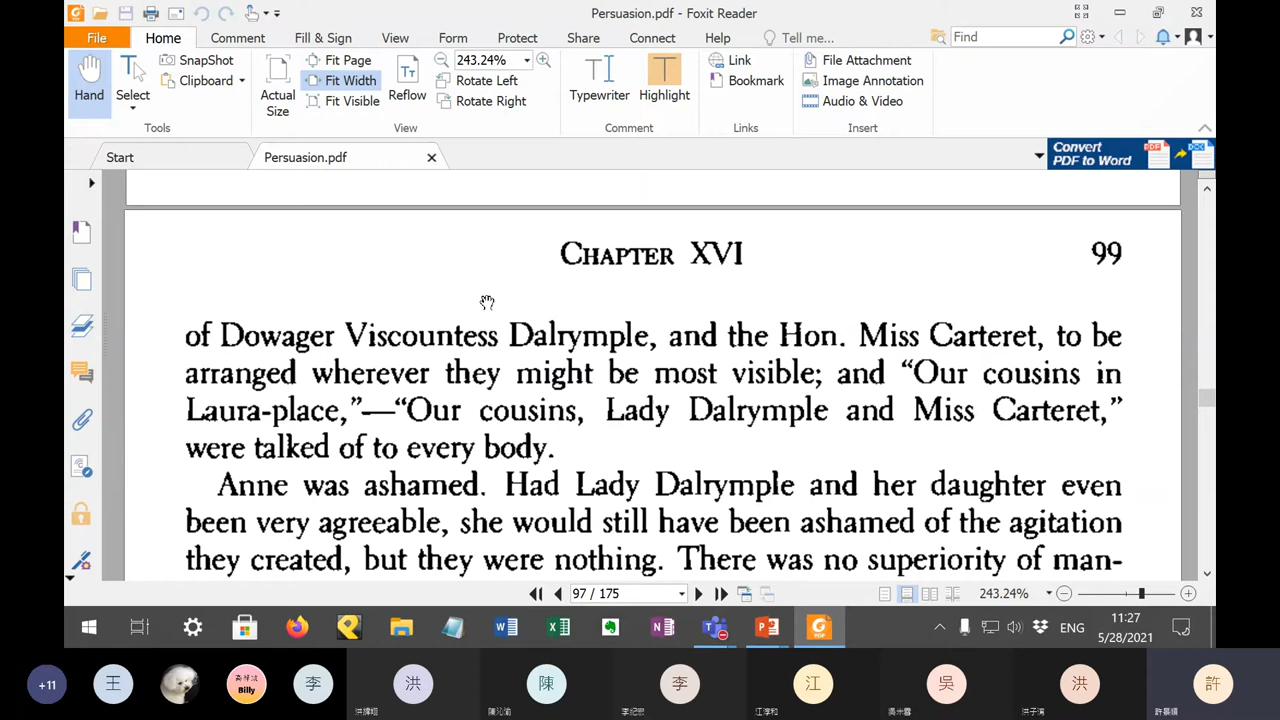 Persuasion.pdf - Foxit Reader
File Home Comment Fill & Sign View Form Protect Share Connect Help Tell me... Find
Hand
Select
SnapShot
Clipboard
Tools
Actual Size
Fit Page
Fit Width
Fit Visible
Reflow
243.24%
Rotate Left
Rotate Right
View
Typewriter
Highlight
Comment
Link
Bookmark
Links
File Attachment
Image Annotation
Audio & Video
Insert
Start
Persuasion.pdf
Convert
PDF to Word
CHAPTER XVI 99
of Dowager Viscountess Dalrymple, and the Hon. Miss Carteret, to be
arranged wherever they might be most visible; and “Our cousins in
Laura-place,”—“Our cousins, Lady Dalrymple and Miss Carteret,”
were talked of to every body.
Anne was ashamed. Had Lady Dalrymple and her daughter even
been very agreeable, she would still have been ashamed of the agitation
they created, but they were nothing. There was no superiority of man-
97 / 175
243.24%
ENG
11:27
5/28/2021
+11 王 Billy 李 洪 陳 李 江 吳 洪 許